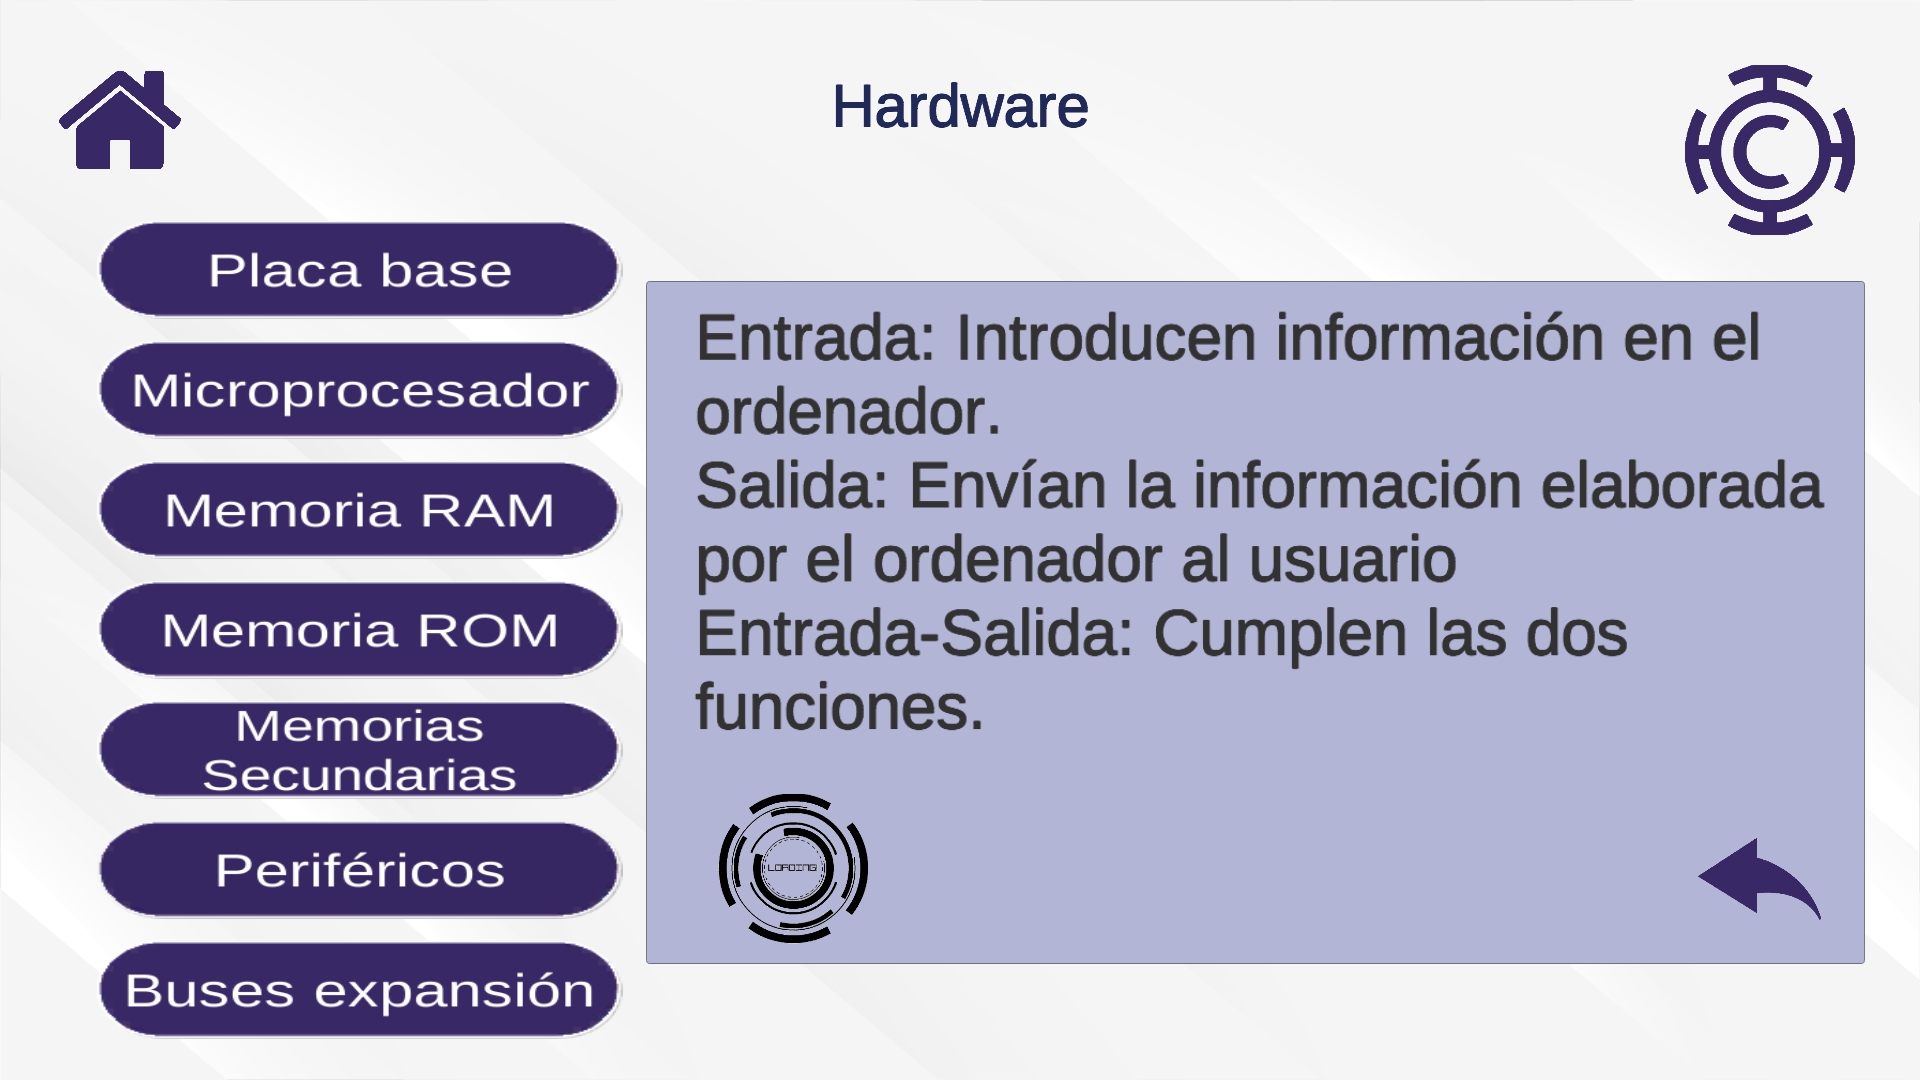 Hardware
Placa base
Microprocesador
Memoria RAM
Memoria ROM
Memorias
Secundarias
Periféricos
Buses expansión
Entrada: Introducen información en el
ordenador.
Salida: Envían la información elaborada
por el ordenador al usuario
Entrada-Salida: Cumplen las dos
funciones.
LOADING
C